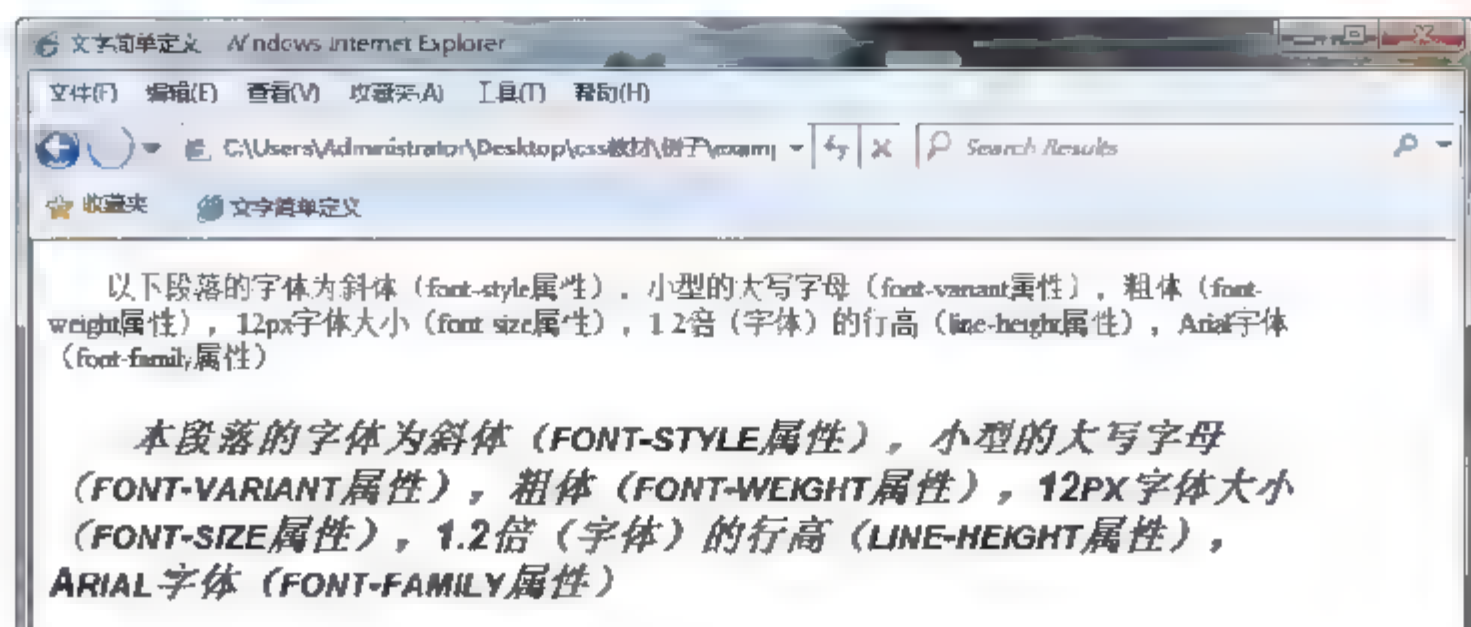 文字简单定义 Windows Internet Explorer
文件(F) 编辑(E) 查看(V) 收藏夹(A) 工具(T) 帮助(H)
C:\Users\Administrator\Desktop\css教材\例子\examp Search Results
收藏夹 文字简单定义
以下段落的字体为斜体（font-style属性），小型的大写字母（font-variant属性），粗体（font-
weight属性），12px字体大小（font size属性），1.2倍（字体）的行高（line-height属性），Arial字体
（font-family属性）
本段落的字体为斜体（FONT-STYLE属性），小型的大写字母
（FONT-VARIANT属性），粗体（FONT-WEIGHT属性），12PX字体大小
（FONT-SIZE属性），1.2倍（字体）的行高（LINE-HEIGHT属性），
ARIAL字体（FONT-FAMILY属性）